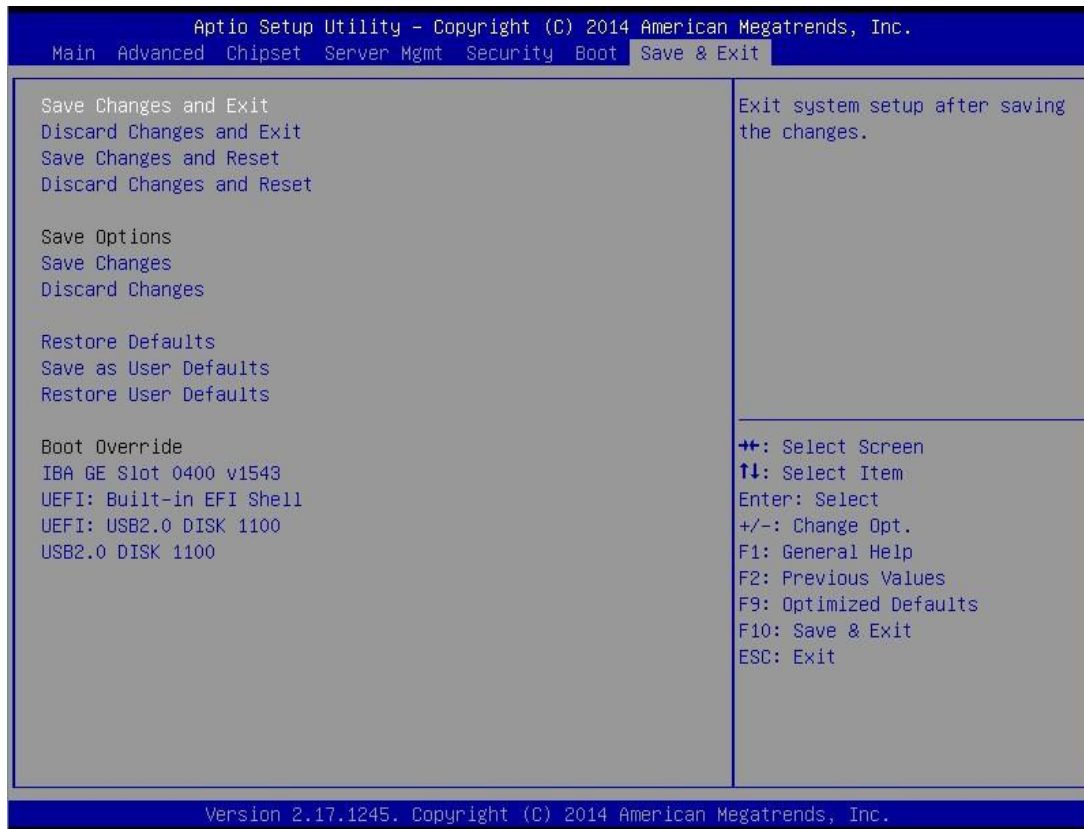 Aptio Setup Utility – Copyright (C) 2014 American Megatrends, Inc.
Main Advanced Chipset Server Mgmt Security Boot Save & Exit
Save Changes and Exit
Discard Changes and Exit
Save Changes and Reset
Discard Changes and Reset
Save Options
Save Changes
Discard Changes
Restore Defaults
Save as User Defaults
Restore User Defaults
Boot Override
IBA GE Slot 0400 v1543
UEFI: Built-in EFI Shell
UEFI: USB2.0 DISK 1100
USB2.0 DISK 1100
Exit system setup after saving
the changes.
→←: Select Screen
↑↓: Select Item
Enter: Select
+/-: Change Opt.
F1: General Help
F2: Previous Values
F9: Optimized Defaults
F10: Save & Exit
ESC: Exit
Version 2.17.1245. Copyright (C) 2014 American Megatrends, Inc.